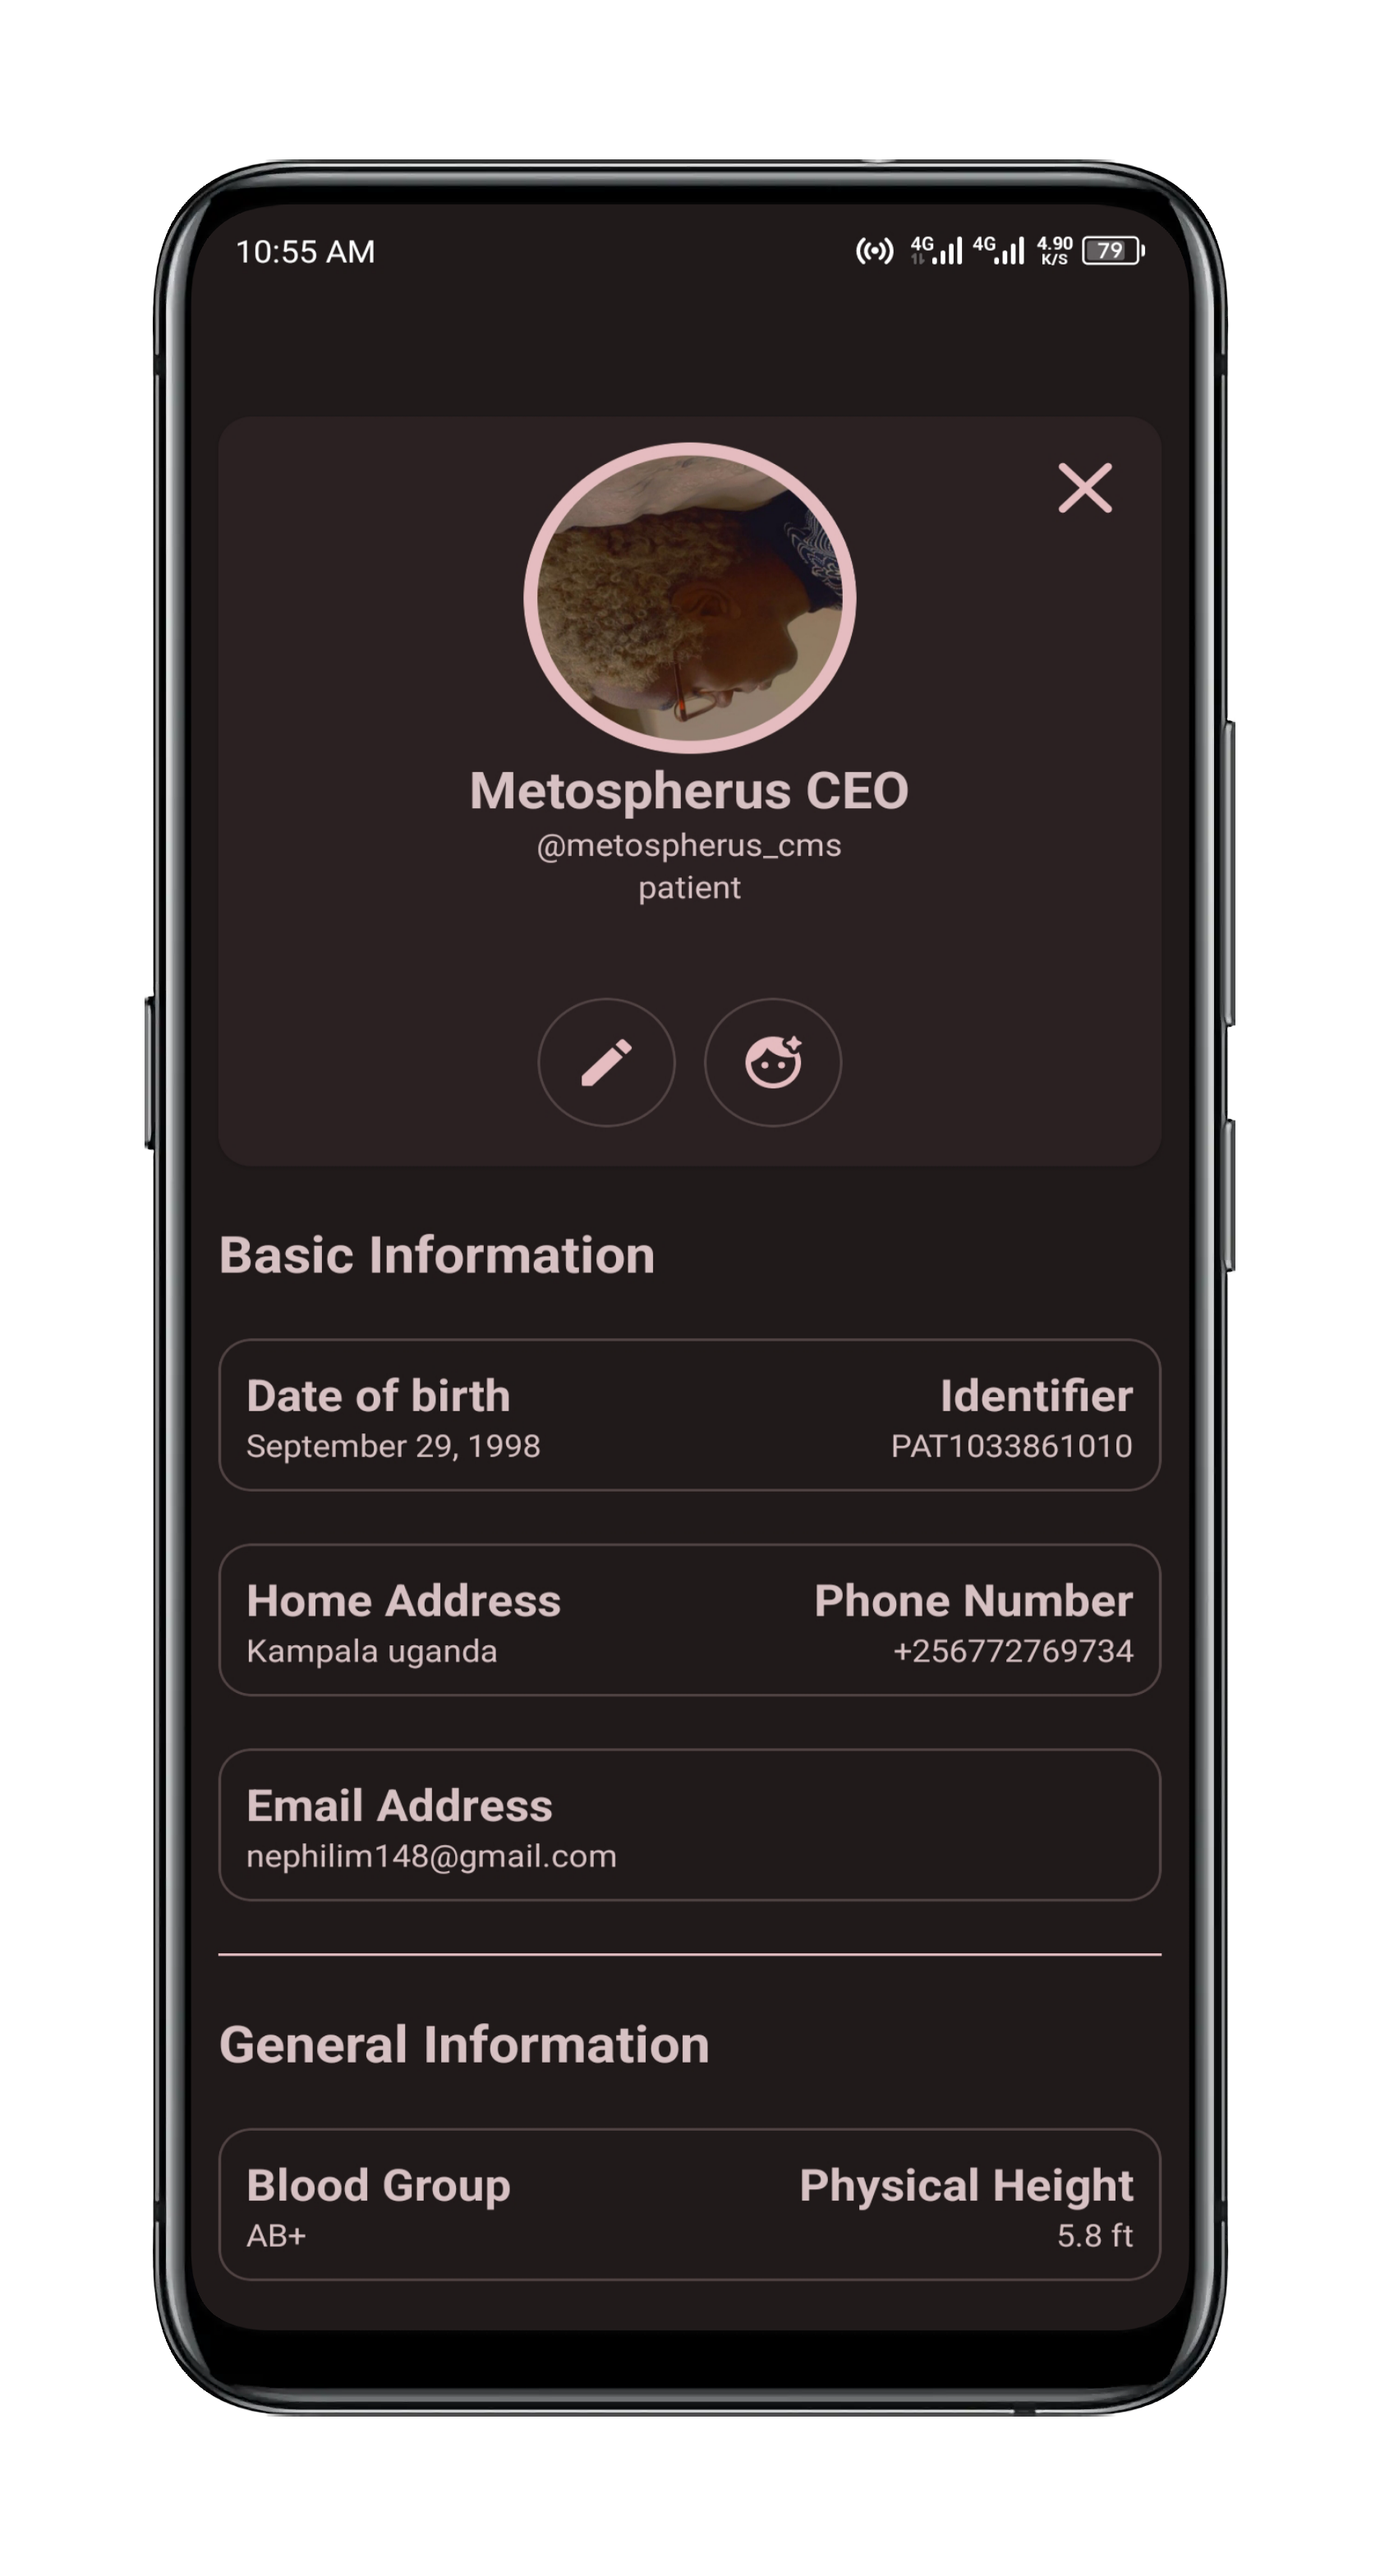 10:55 AM 4G 4G 4.90 K/S 79
Metospherus CEO
@metospherus_cms
patient
Basic Information
Date of birth Identifier
September 29, 1998 PAT1033861010
Home Address Phone Number
Kampala uganda +256772769734
Email Address
nephilim148@gmail.com
General Information
Blood Group Physical Height
AB+ 5.8 ft